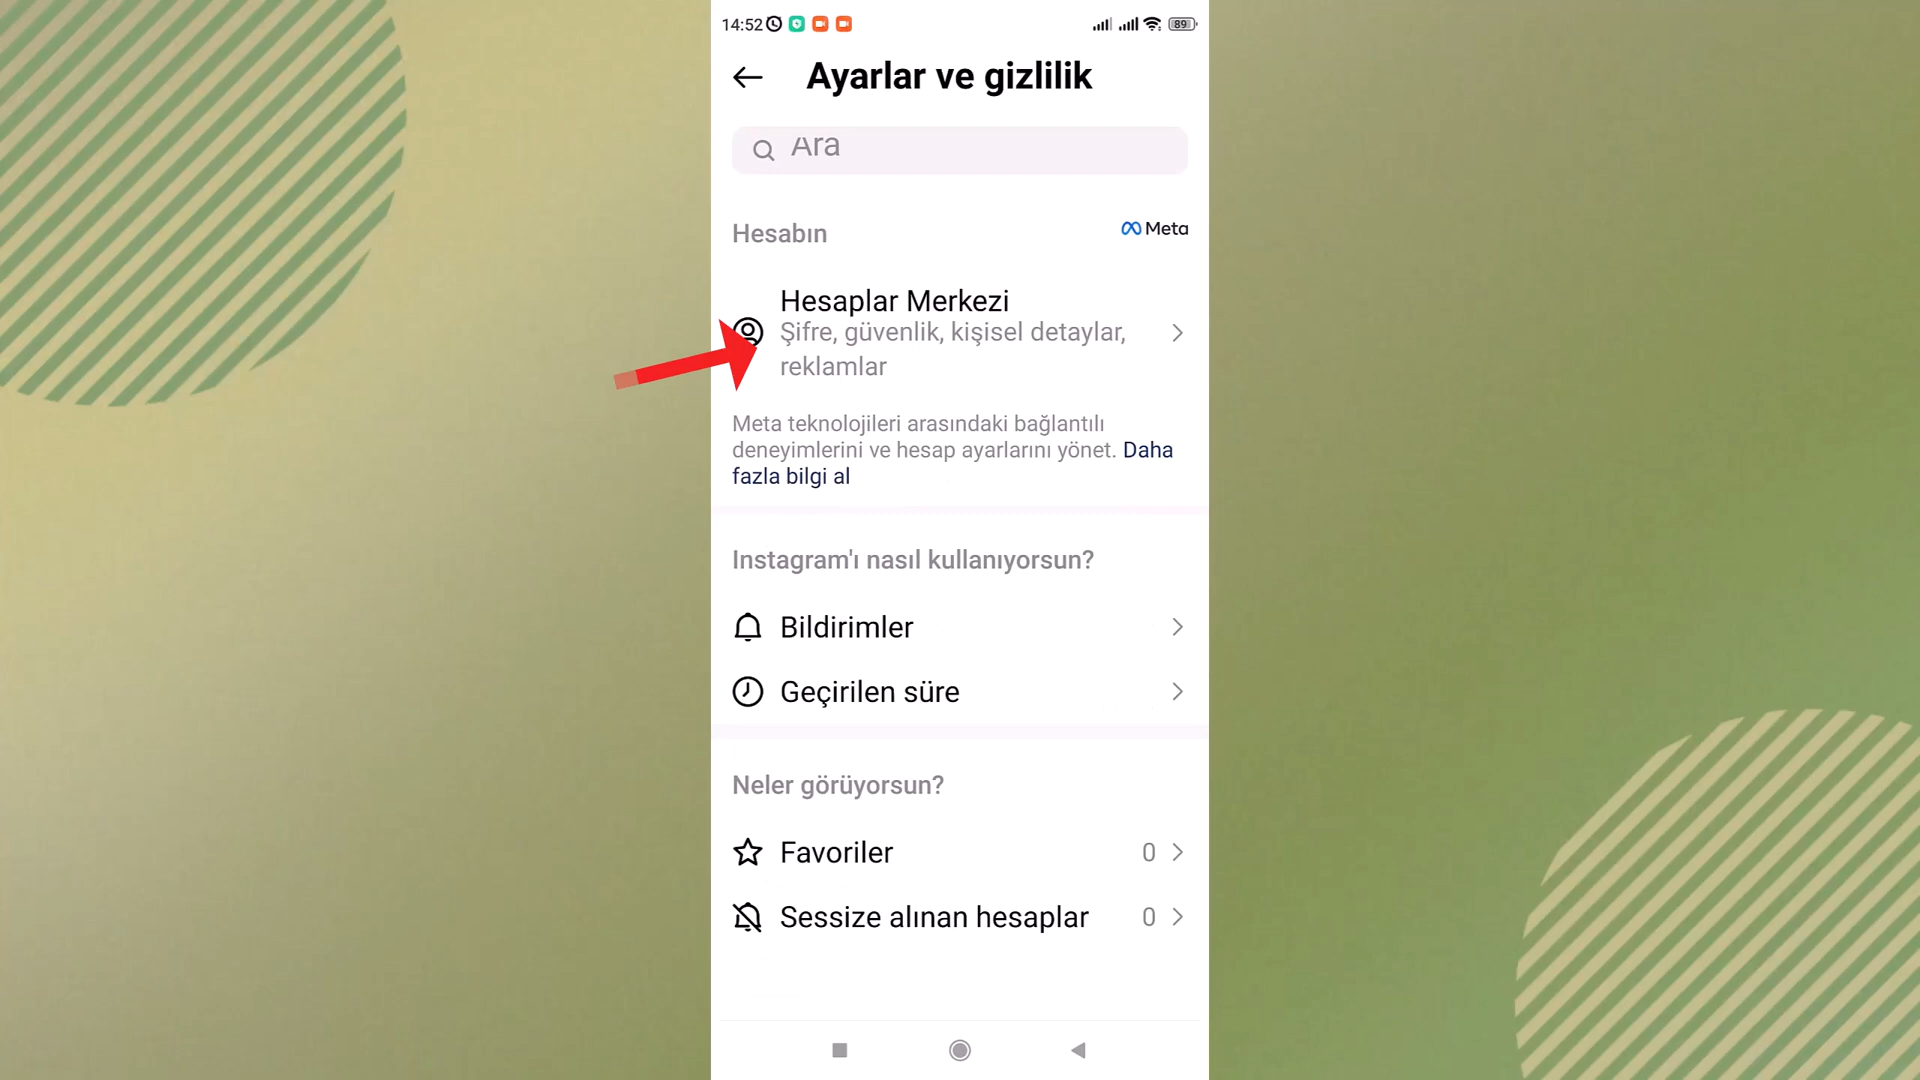 14:52
89
Ayarlar ve gizlilik
Ara
Hesabın
Meta
Hesaplar Merkezi
Şifre, güvenlik, kişisel detaylar,
reklamlar
Meta teknolojileri arasındaki bağlantılı
deneyimlerini ve hesap ayarlarını yönet. Daha
fazla bilgi al
Instagram'ı nasıl kullanıyorsun?
Bildirimler
Geçirilen süre
Neler görüyorsun?
Favoriler 0
Sessize alınan hesaplar 0